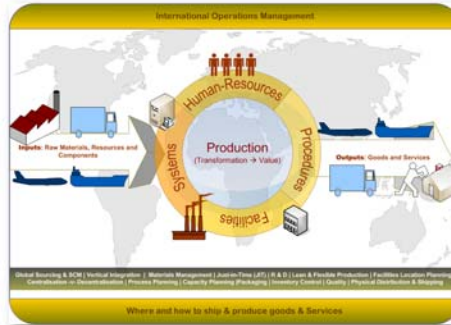 International Operations Management
Human-Resources
Systems
Procedures
Facilities
Production
(Transformation → Value)
Inputs: Raw Materials, Resources and
Components
Outputs: Goods and Services
Global Sourcing & SCM | Vertical Integration | Materials Management | Just-in-Time (JIT) | R & D | Lean & Flexible Production | Facilities Location Planning
Centralisation -v- Decentralisation | Process Planning | Capacity Planning |Packaging | Inventory Control | Quality | Physical Distribution & Shipping
Where and how to ship & produce goods & Services